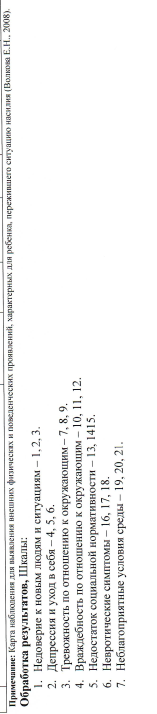 Примечание: Карта наблюдения для выявления внешних физических и поведенческих проявлений, характерных для ребенка, пережившего ситуацию насилия (Волкова Е.Н., 2008).
Обработка результатов, Шкалы:
1. Недоверие к новым людям и ситуациям – 1, 2, 3.
2. Депрессия и уход в себя – 4, 5, 6.
3. Тревожность по отношению к окружающим – 7, 8, 9.
4. Враждебность по отношению к окружающим – 10, 11, 12.
5. Недостаток социальной нормативности – 13, 1415.
6. Невротические симптомы – 16, 17, 18.
7. Неблагоприятные условия среды – 19, 20, 21.